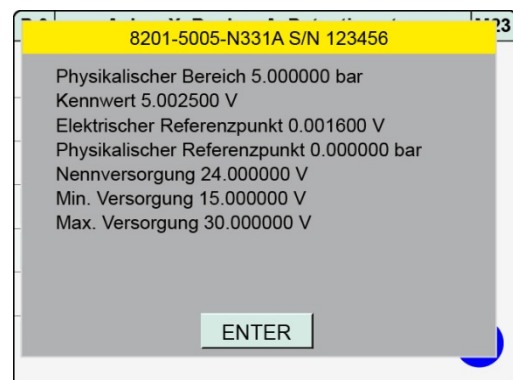 8201-5005-N331A S/N 123456
Physikalischer Bereich 5.000000 bar
Kennwert 5.002500 V
Elektrischer Referenzpunkt 0.001600 V
Physikalischer Referenzpunkt 0.000000 bar
Nennversorgung 24.000000 V
Min. Versorgung 15.000000 V
Max. Versorgung 30.000000 V
ENTER